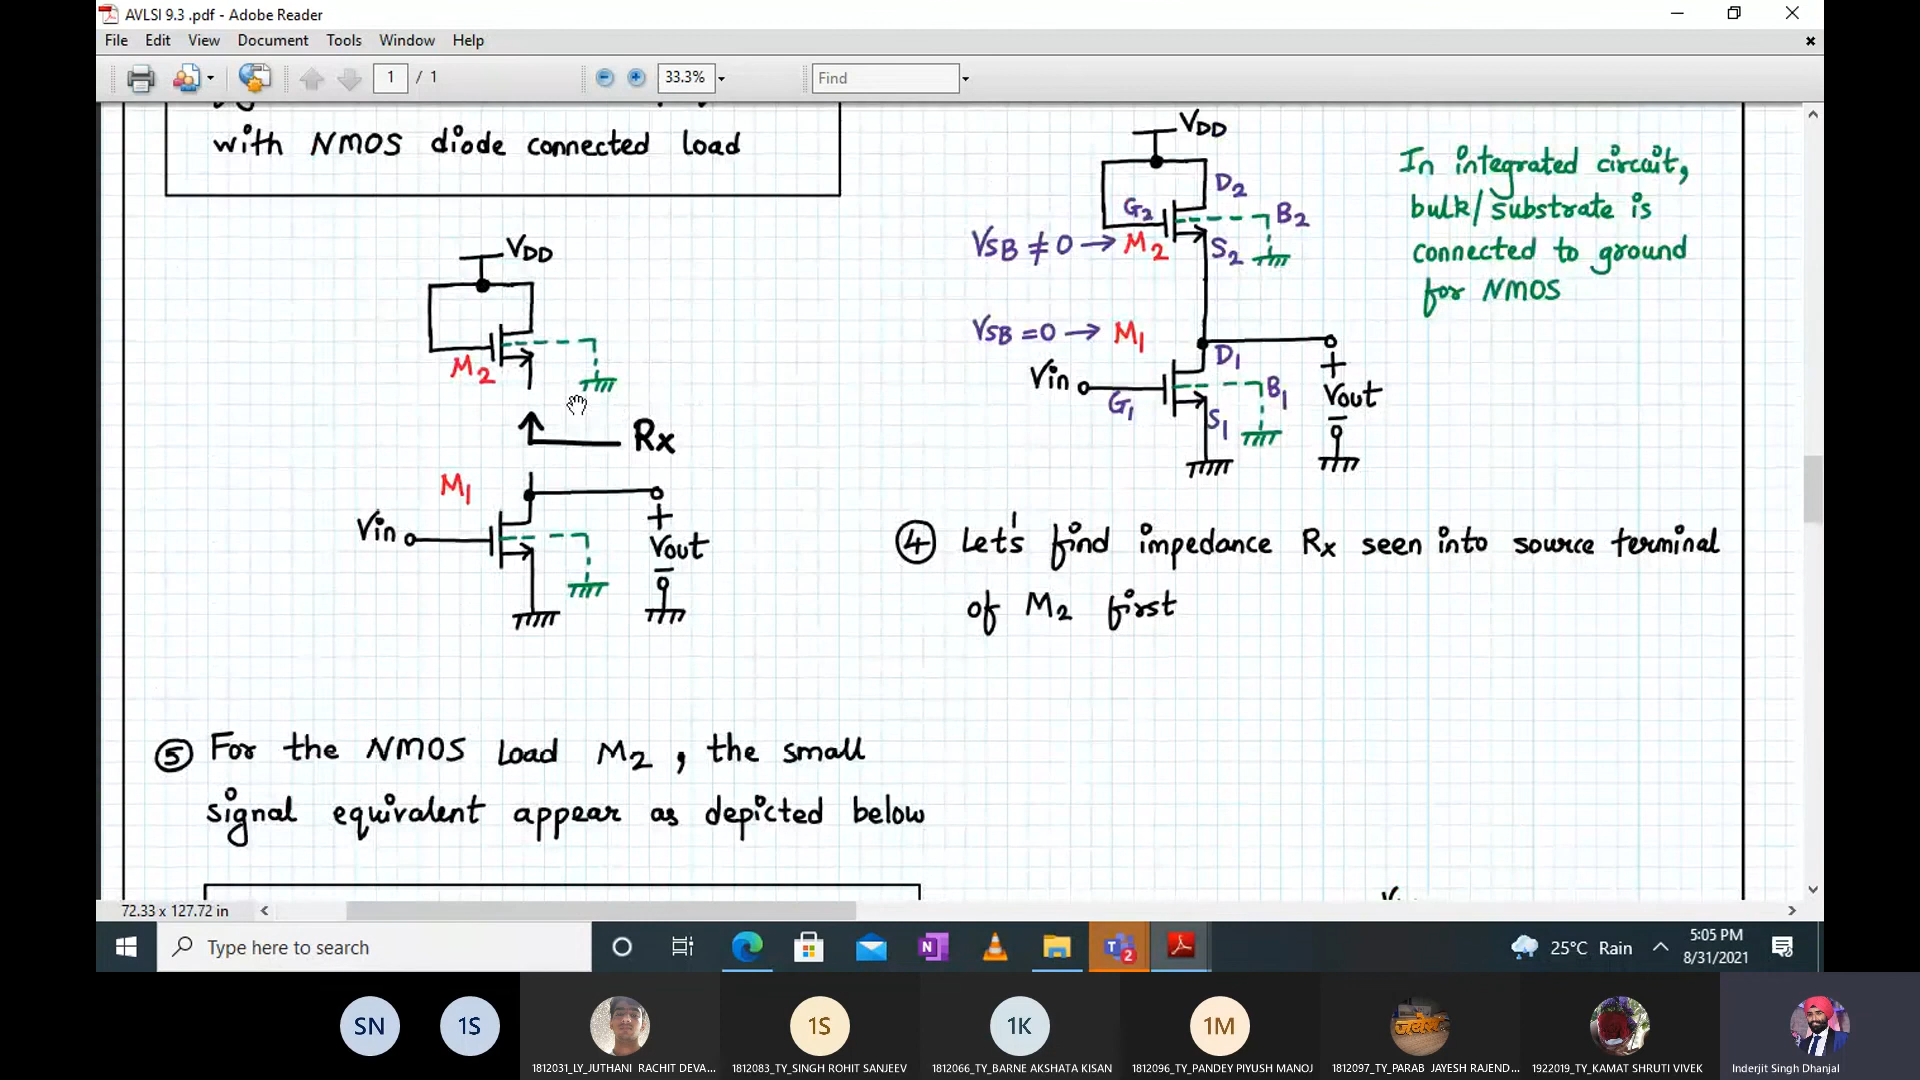 AVLSI 9.3 .pdf - Adobe Reader
File Edit View Document Tools Window Help
1 / 1 33.3% Find
with NMOS diode connected load
VDD
M2
Rx
M1
Vin
+
Vout
-
VDD
D2
G2
B2
VSB ≠ 0 → M2
S2
VSB = 0 → M1
D1
Vin
G1
B1
S1
+
Vout
-
In integrated circuit,
bulk/substrate is
connected to ground
for NMOS
④ Let's find impedance Rx seen into source terminal
of M2 first
⑤ For the NMOS Load M2, the small
signal equivalent appear as depicted below
72.33 x 127.72 in
Type here to search
25°C Rain
5:05 PM
8/31/2021
2
SN 1S 1S 1K 1M
1812031_LY_JUTHANI RACHIT DEVA...
1812083_TY_SINGH ROHIT SANJEEV
1812066_TY_BARNE AKSHATA KISAN
1812096_TY_PANDEY PIYUSH MANOJ
1812097_TY_PARAB JAYESH RAJEND...
1922019_TY_KAMAT SHRUTI VIVEK
Inderjit Singh Dhanjal